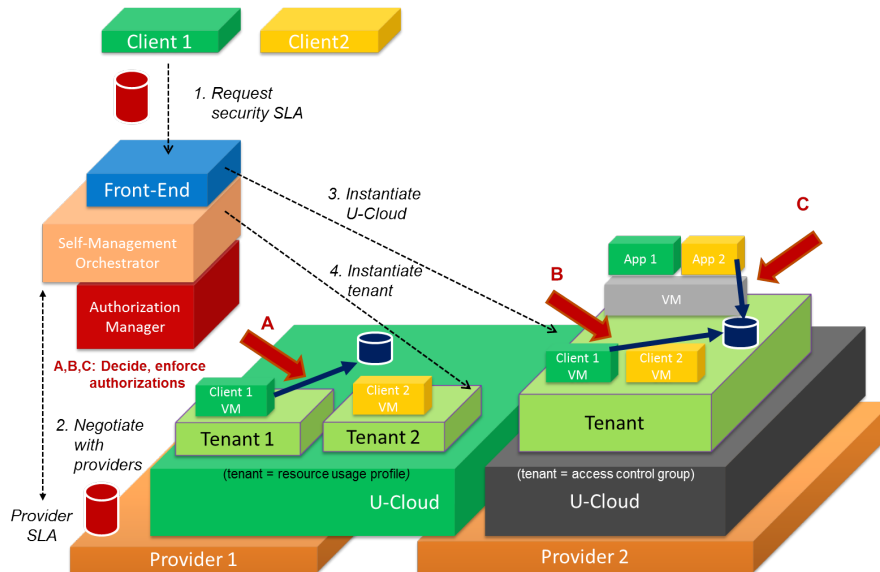 Client 1
Client2
1. Request
security SLA
Front-End
3. Instantiate
U-Cloud
C
Self-Management
Orchestrator
App 1
App 2
4. Instantiate
tenant
B
VM
Authorization
Manager
A
A,B,C: Decide, enforce
authorizations
Client 1
VM
Client 2
VM
Client 1
VM
Client 2
VM
2. Negotiate
with
providers
Tenant 1
Tenant 2
Tenant
(tenant = resource usage profile)
(tenant = access control group)
U-Cloud
U-Cloud
Provider
SLA
Provider 1
Provider 2